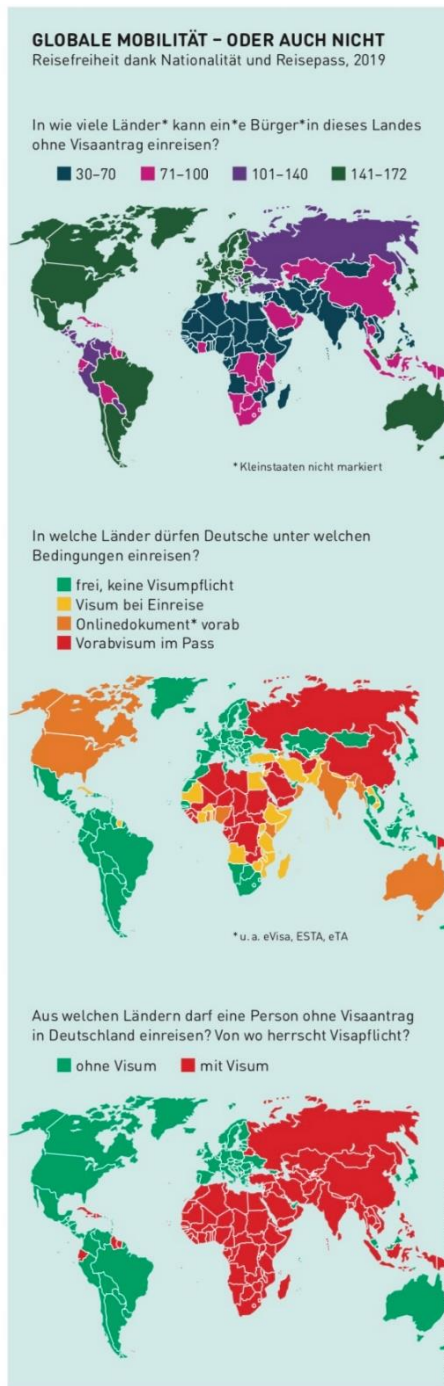 GLOBALE MOBILITÄT – ODER AUCH NICHT
Reisefreiheit dank Nationalität und Reisepass, 2019
In wie viele Länder* kann ein*e Bürger*in dieses Landes
ohne Visaantrag einreisen?
30–70 71–100 101–140 141–172
* Kleinstaaten nicht markiert
In welche Länder dürfen Deutsche unter welchen
Bedingungen einreisen?
frei, keine Visumpflicht
Visum bei Einreise
Onlinedokument* vorab
Vorabvisum im Pass
* u. a. eVisa, ESTA, eTA
Aus welchen Ländern darf eine Person ohne Visaantrag
in Deutschland einreisen? Von wo herrscht Visapflicht?
ohne Visum mit Visum